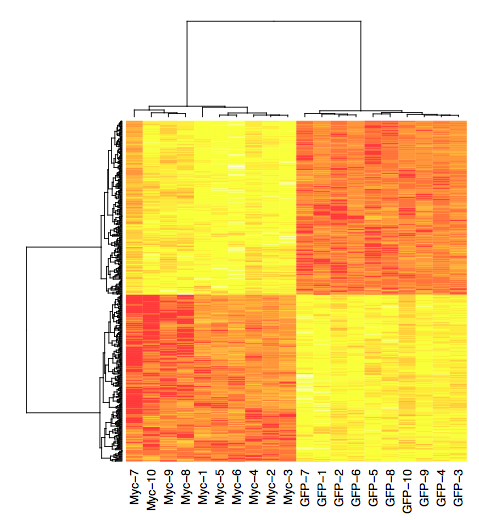 Myc−7
Myc−10
Myc−9
Myc−8
Myc−1
Myc−5
Myc−6
Myc−4
Myc−2
Myc−3
GFP−7
GFP−1
GFP−2
GFP−6
GFP−5
GFP−8
GFP−10
GFP−9
GFP−4
GFP−3